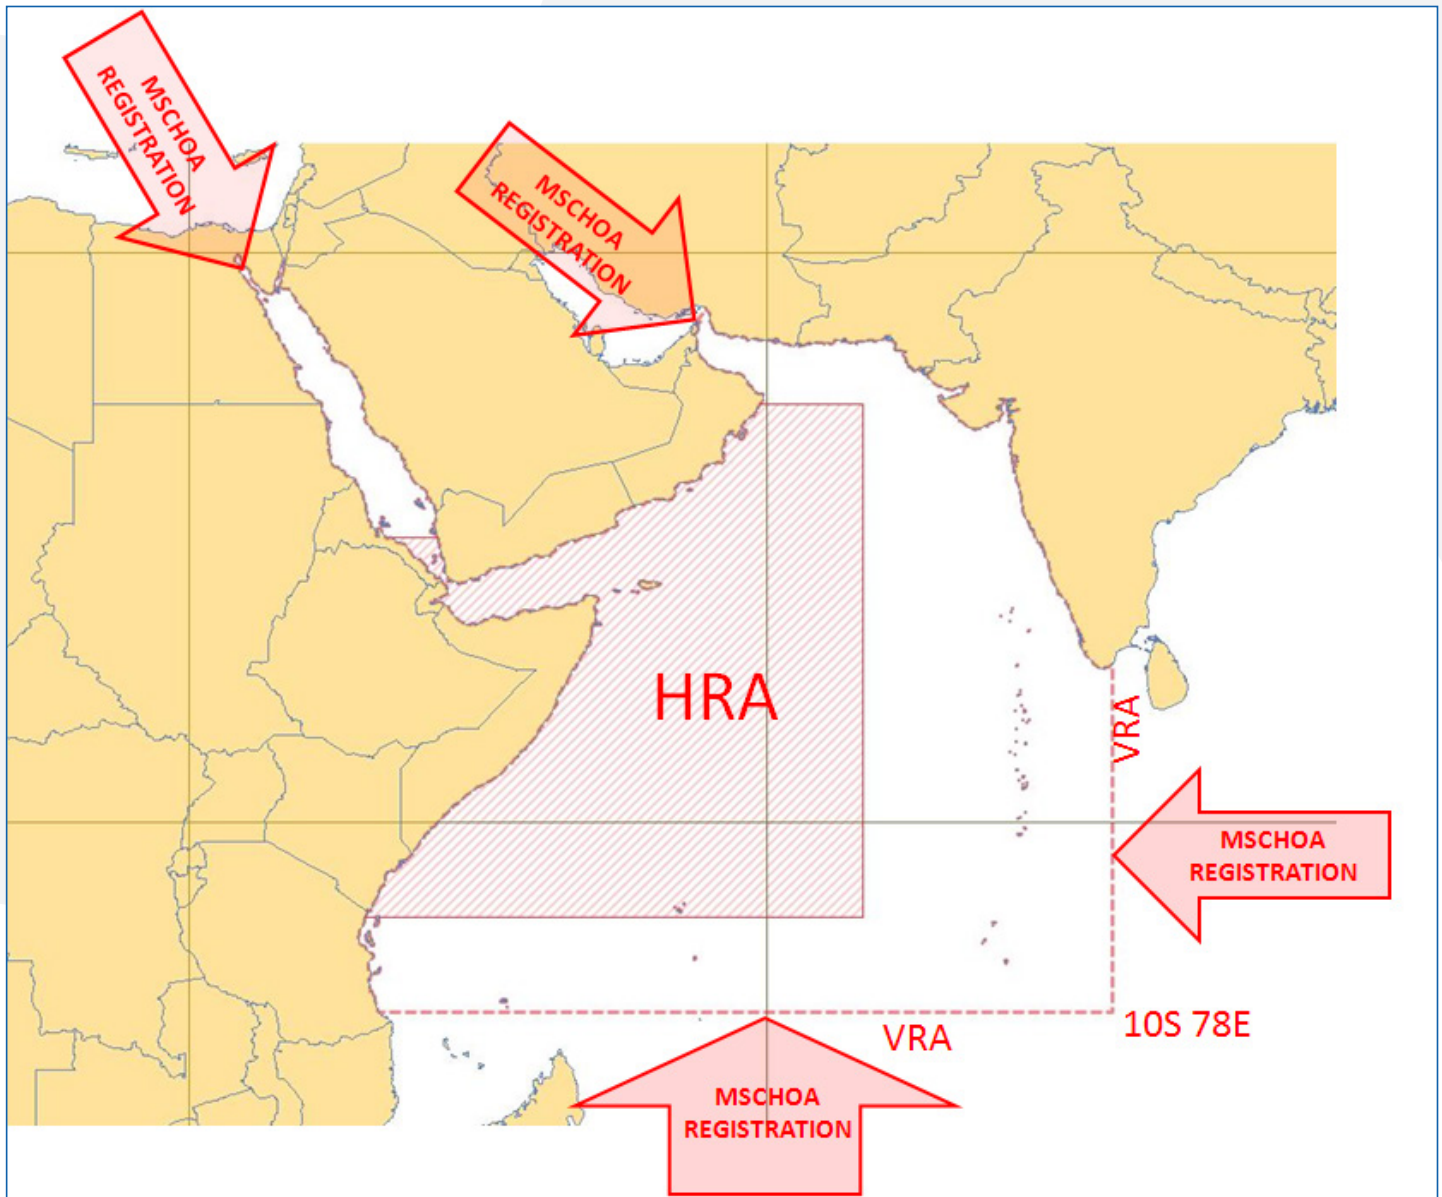 MSCHOA
REGISTRATION
MSCHOA
REGISTRATION
HRA
VRA
MSCHOA
REGISTRATION
10S 78E
VRA
MSCHOA
REGISTRATION